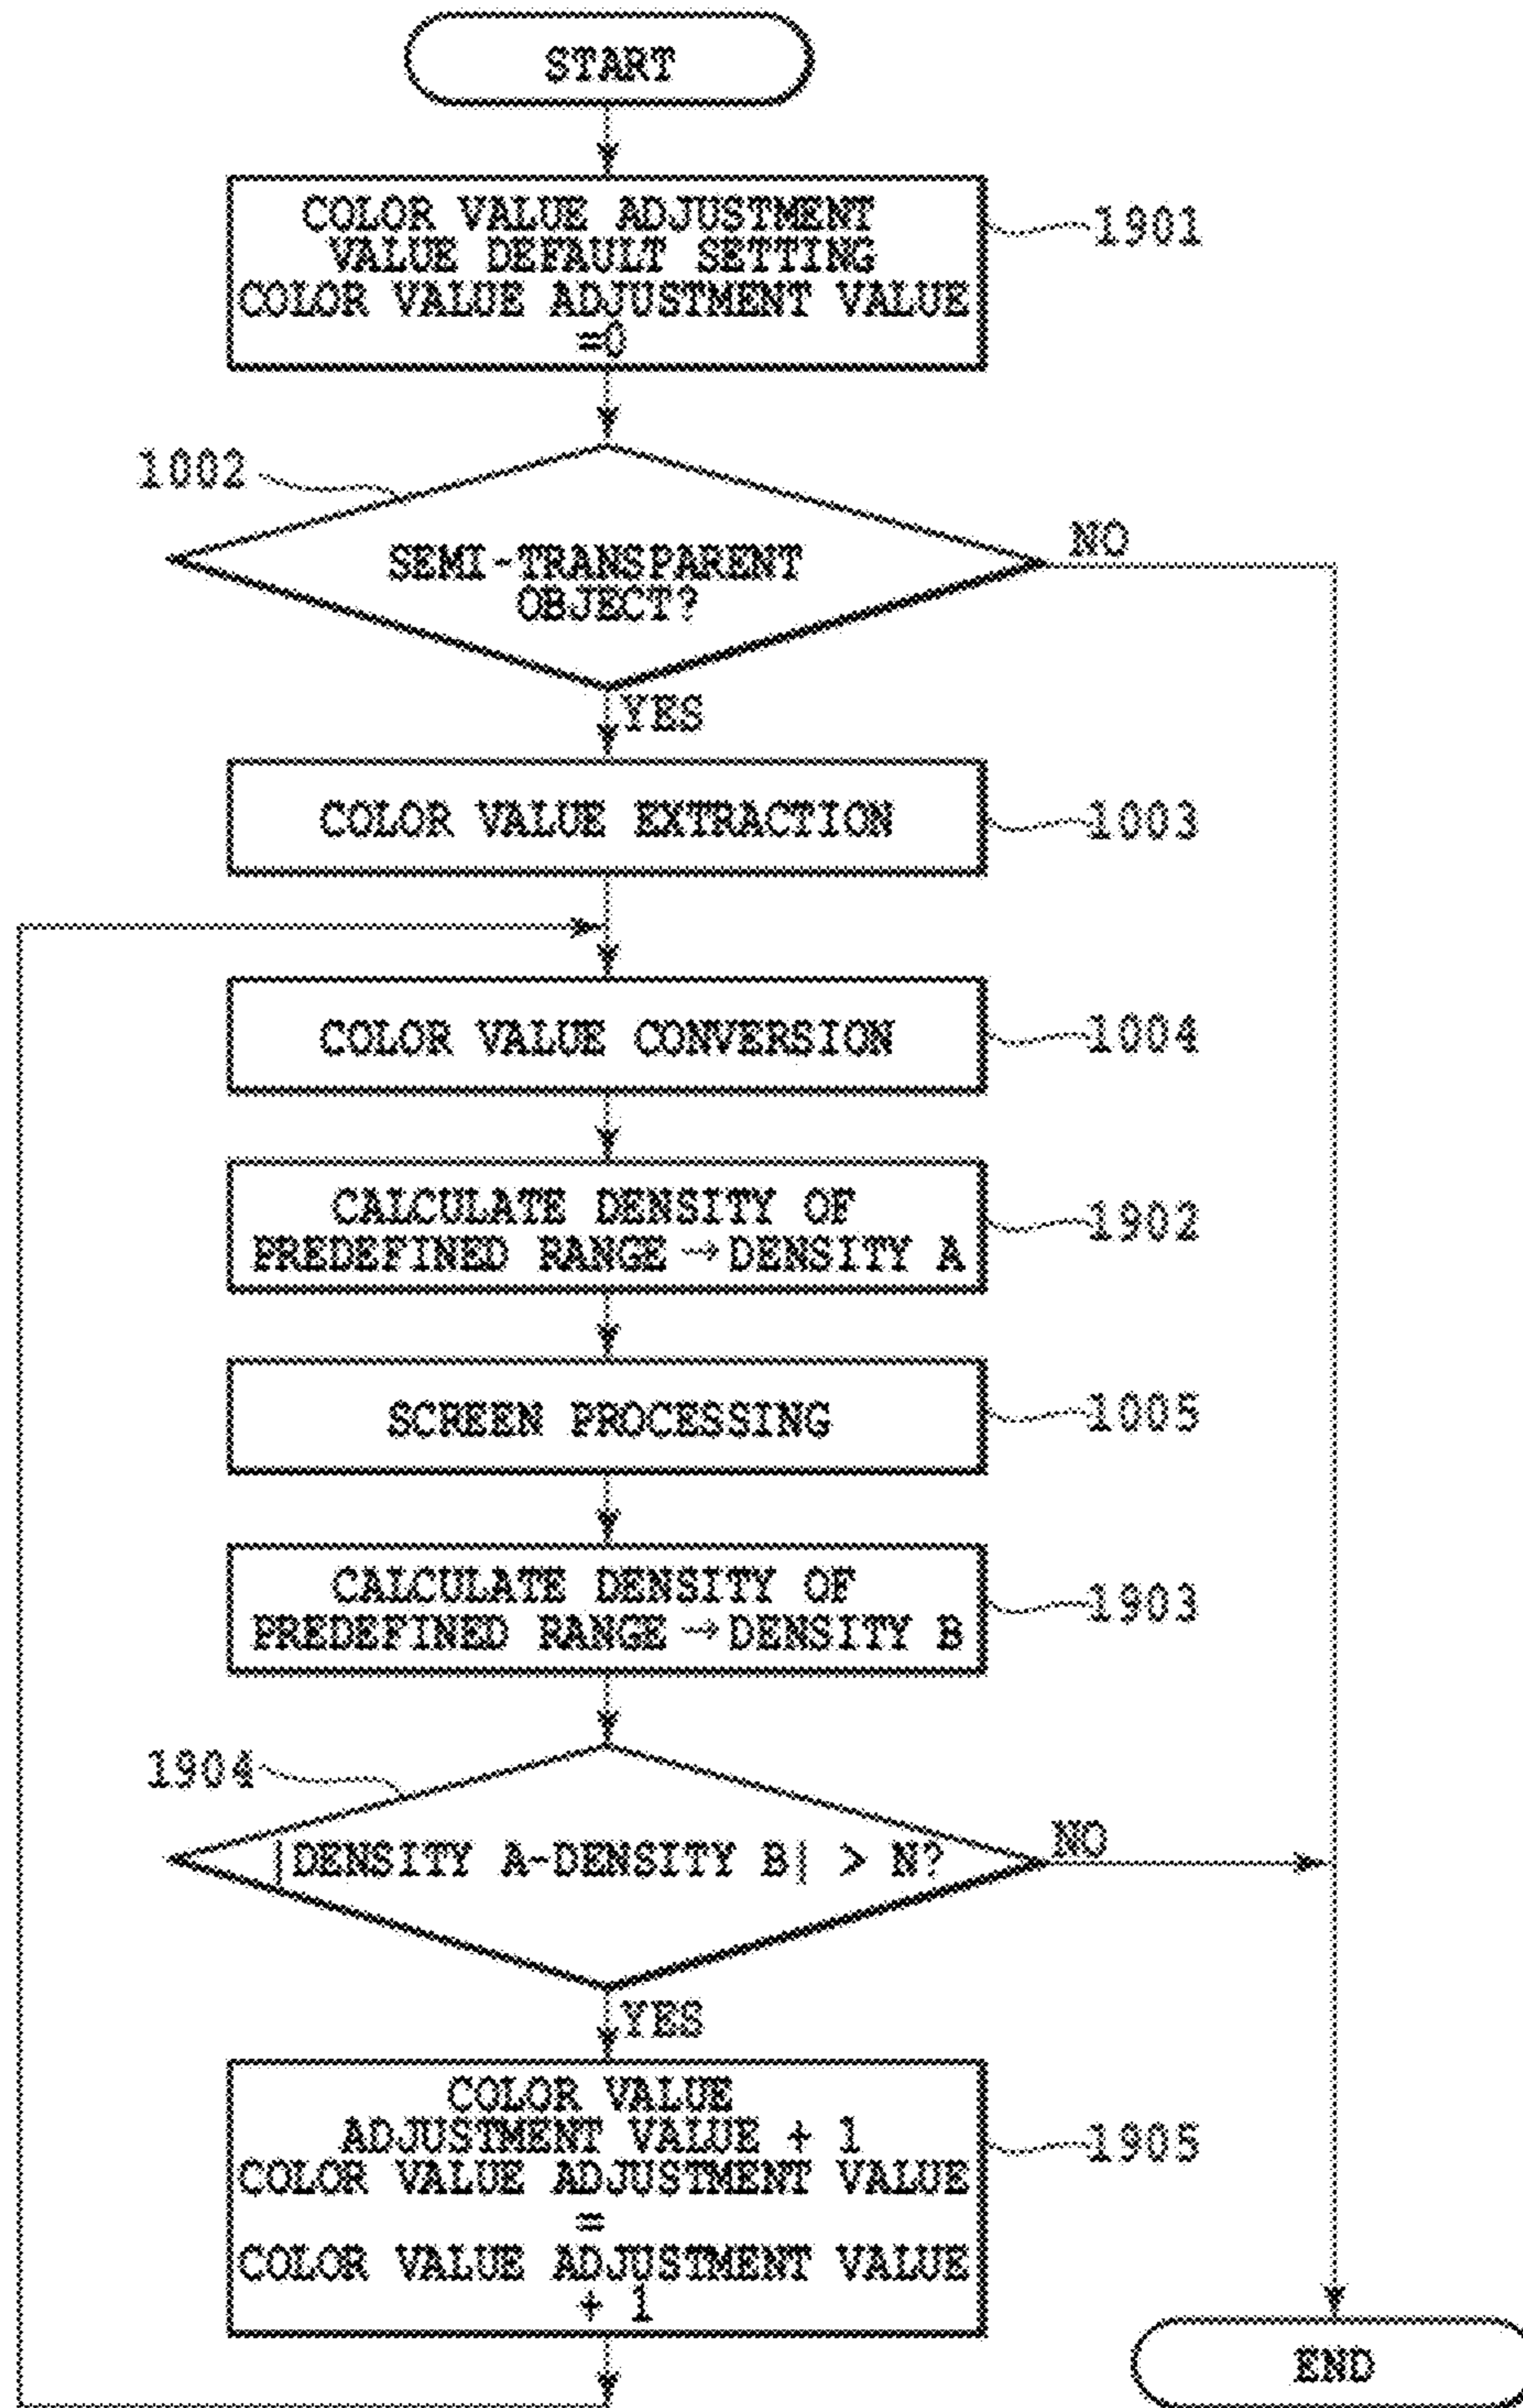 START
COLOR VALUE ADJUSTMENT
VALUE DEFAULT SETTING
COLOR VALUE ADJUSTMENT VALUE
=0
1901
1002
SEMI-TRANSPARENT
OBJECT?
NO
YES
COLOR VALUE EXTRACTION
1003
COLOR VALUE CONVERSION
1004
CALCULATE DENSITY OF
PREDEFINED RANGE → DENSITY A
1902
SCREEN PROCESSING
1005
CALCULATE DENSITY OF
PREDEFINED RANGE → DENSITY B
1903
1904
|DENSITY A-DENSITY B| > N?
NO
YES
COLOR VALUE
ADJUSTMENT VALUE + 1
COLOR VALUE ADJUSTMENT VALUE
=
COLOR VALUE ADJUSTMENT VALUE
+ 1
1905
END